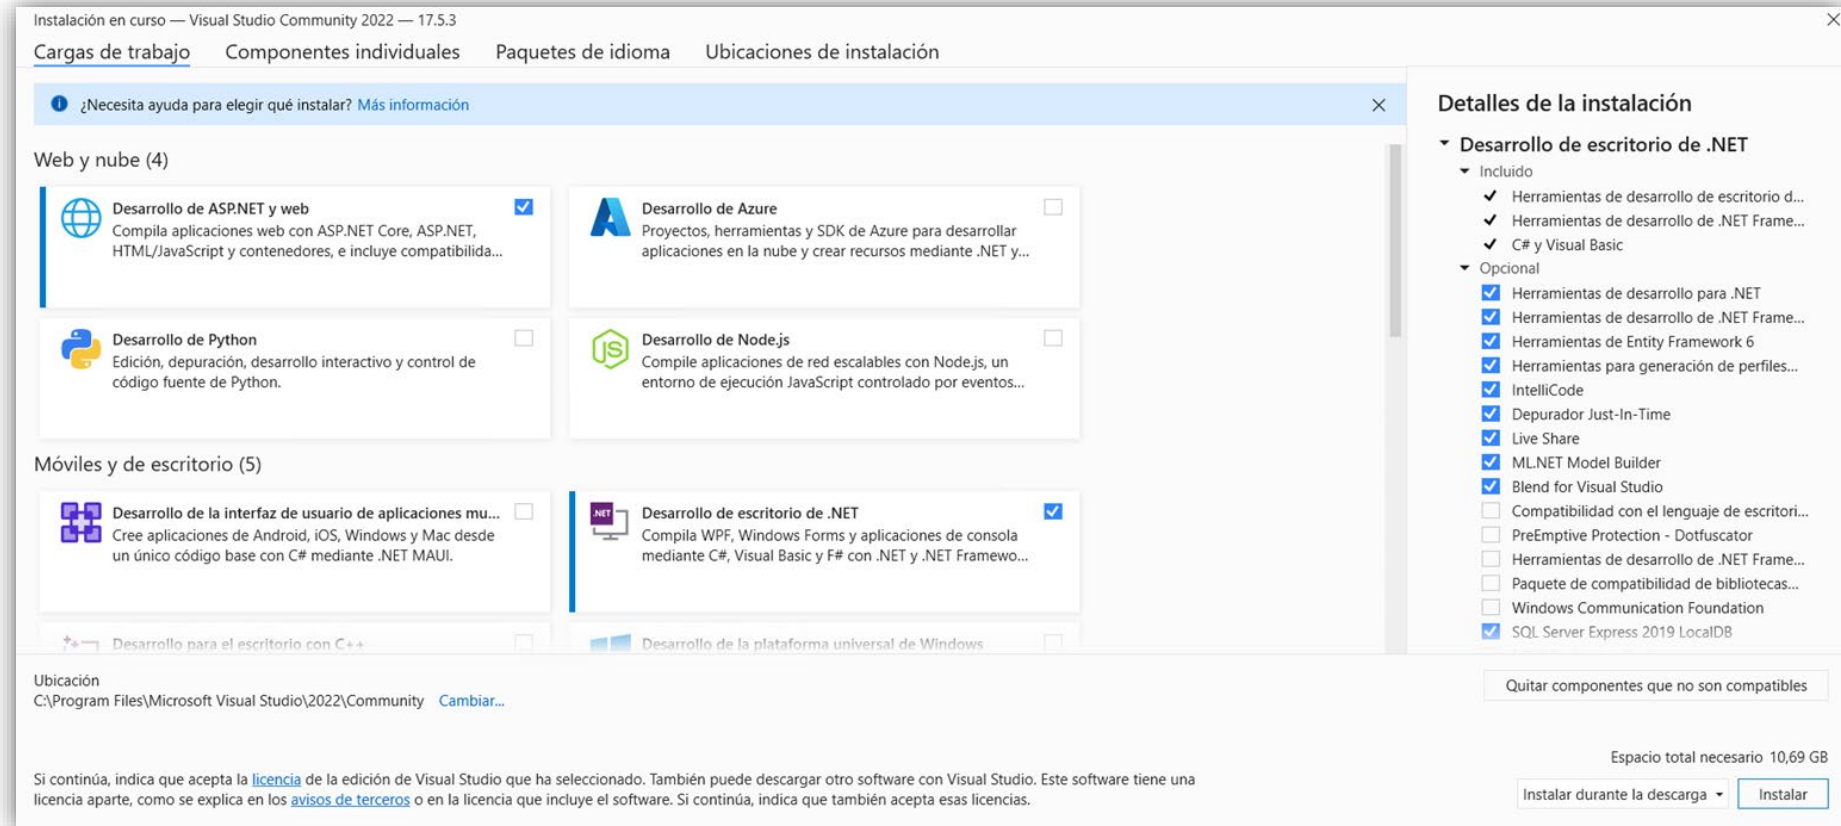 Instalación en curso — Visual Studio Community 2022 — 17.5.3
Cargas de trabajo
Componentes individuales
Paquetes de idioma
Ubicaciones de instalación
¿Necesita ayuda para elegir qué instalar? Más información
Web y nube (4)
Desarrollo de ASP.NET y web
Compila aplicaciones web con ASP.NET Core, ASP.NET,
HTML/JavaScript y contenedores, e incluye compatibilida...
Desarrollo de Azure
Proyectos, herramientas y SDK de Azure para desarrollar
aplicaciones en la nube y crear recursos mediante .NET y...
Desarrollo de Python
Edición, depuración, desarrollo interactivo y control de
código fuente de Python.
JS
Desarrollo de Node.js
Compile aplicaciones de red escalables con Node.js, un
entorno de ejecución JavaScript controlado por eventos...
Móviles y de escritorio (5)
Desarrollo de la interfaz de usuario de aplicaciones mu...
Cree aplicaciones de Android, iOS, Windows y Mac desde
un único código base con C# mediante .NET MAUI.
.NET
Desarrollo de escritorio de .NET
Compila WPF, Windows Forms y aplicaciones de consola
mediante C#, Visual Basic y F# con .NET y .NET Framewo...
Desarrollo para el escritorio con C++
Desarrollo de la plataforma universal de Windows
Detalles de la instalación
Desarrollo de escritorio de .NET
Incluido
Herramientas de desarrollo de escritorio d...
Herramientas de desarrollo de .NET Frame...
C# y Visual Basic
Opcional
Herramientas de desarrollo para .NET
Herramientas de desarrollo de .NET Frame...
Herramientas de Entity Framework 6
Herramientas para generación de perfiles...
IntelliCode
Depurador Just-In-Time
Live Share
ML.NET Model Builder
Blend for Visual Studio
Compatibilidad con el lenguaje de escritori...
PreEmptive Protection - Dotfuscator
Herramientas de desarrollo de .NET Frame...
Paquete de compatibilidad de bibliotecas...
Windows Communication Foundation
SQL Server Express 2019 LocalDB
Ubicación
C:\Program Files\Microsoft Visual Studio\2022\Community Cambiar...
Quitar componentes que no son compatibles
Espacio total necesario 10,69 GB
Si continúa, indica que acepta la licencia de la edición de Visual Studio que ha seleccionado. También puede descargar otro software con Visual Studio. Este software tiene una
licencia aparte, como se explica en los avisos de terceros o en la licencia que incluye el software. Si continúa, indica que también acepta esas licencias.
Instalar durante la descarga
Instalar